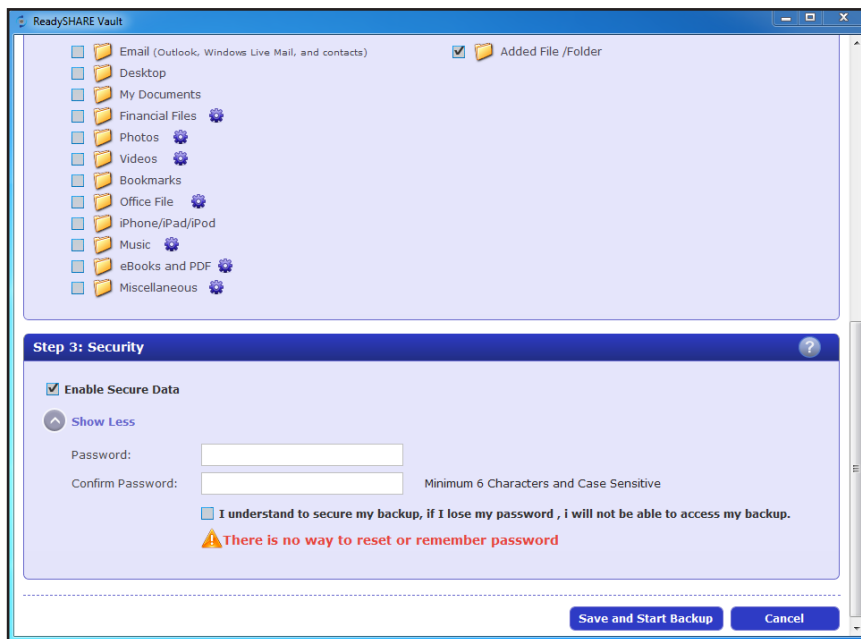 ReadySHARE Vault
Email (Outlook, Windows Live Mail, and contacts)
Added File /Folder
Desktop
My Documents
Financial Files
Photos
Videos
Bookmarks
Office File
iPhone/iPad/iPod
Music
eBooks and PDF
Miscellaneous
Step 3: Security
?
Enable Secure Data
Show Less
Password:
Confirm Password:
Minimum 6 Characters and Case Sensitive
I understand to secure my backup, if I lose my password , i will not be able to access my backup.
There is no way to reset or remember password
Save and Start Backup
Cancel